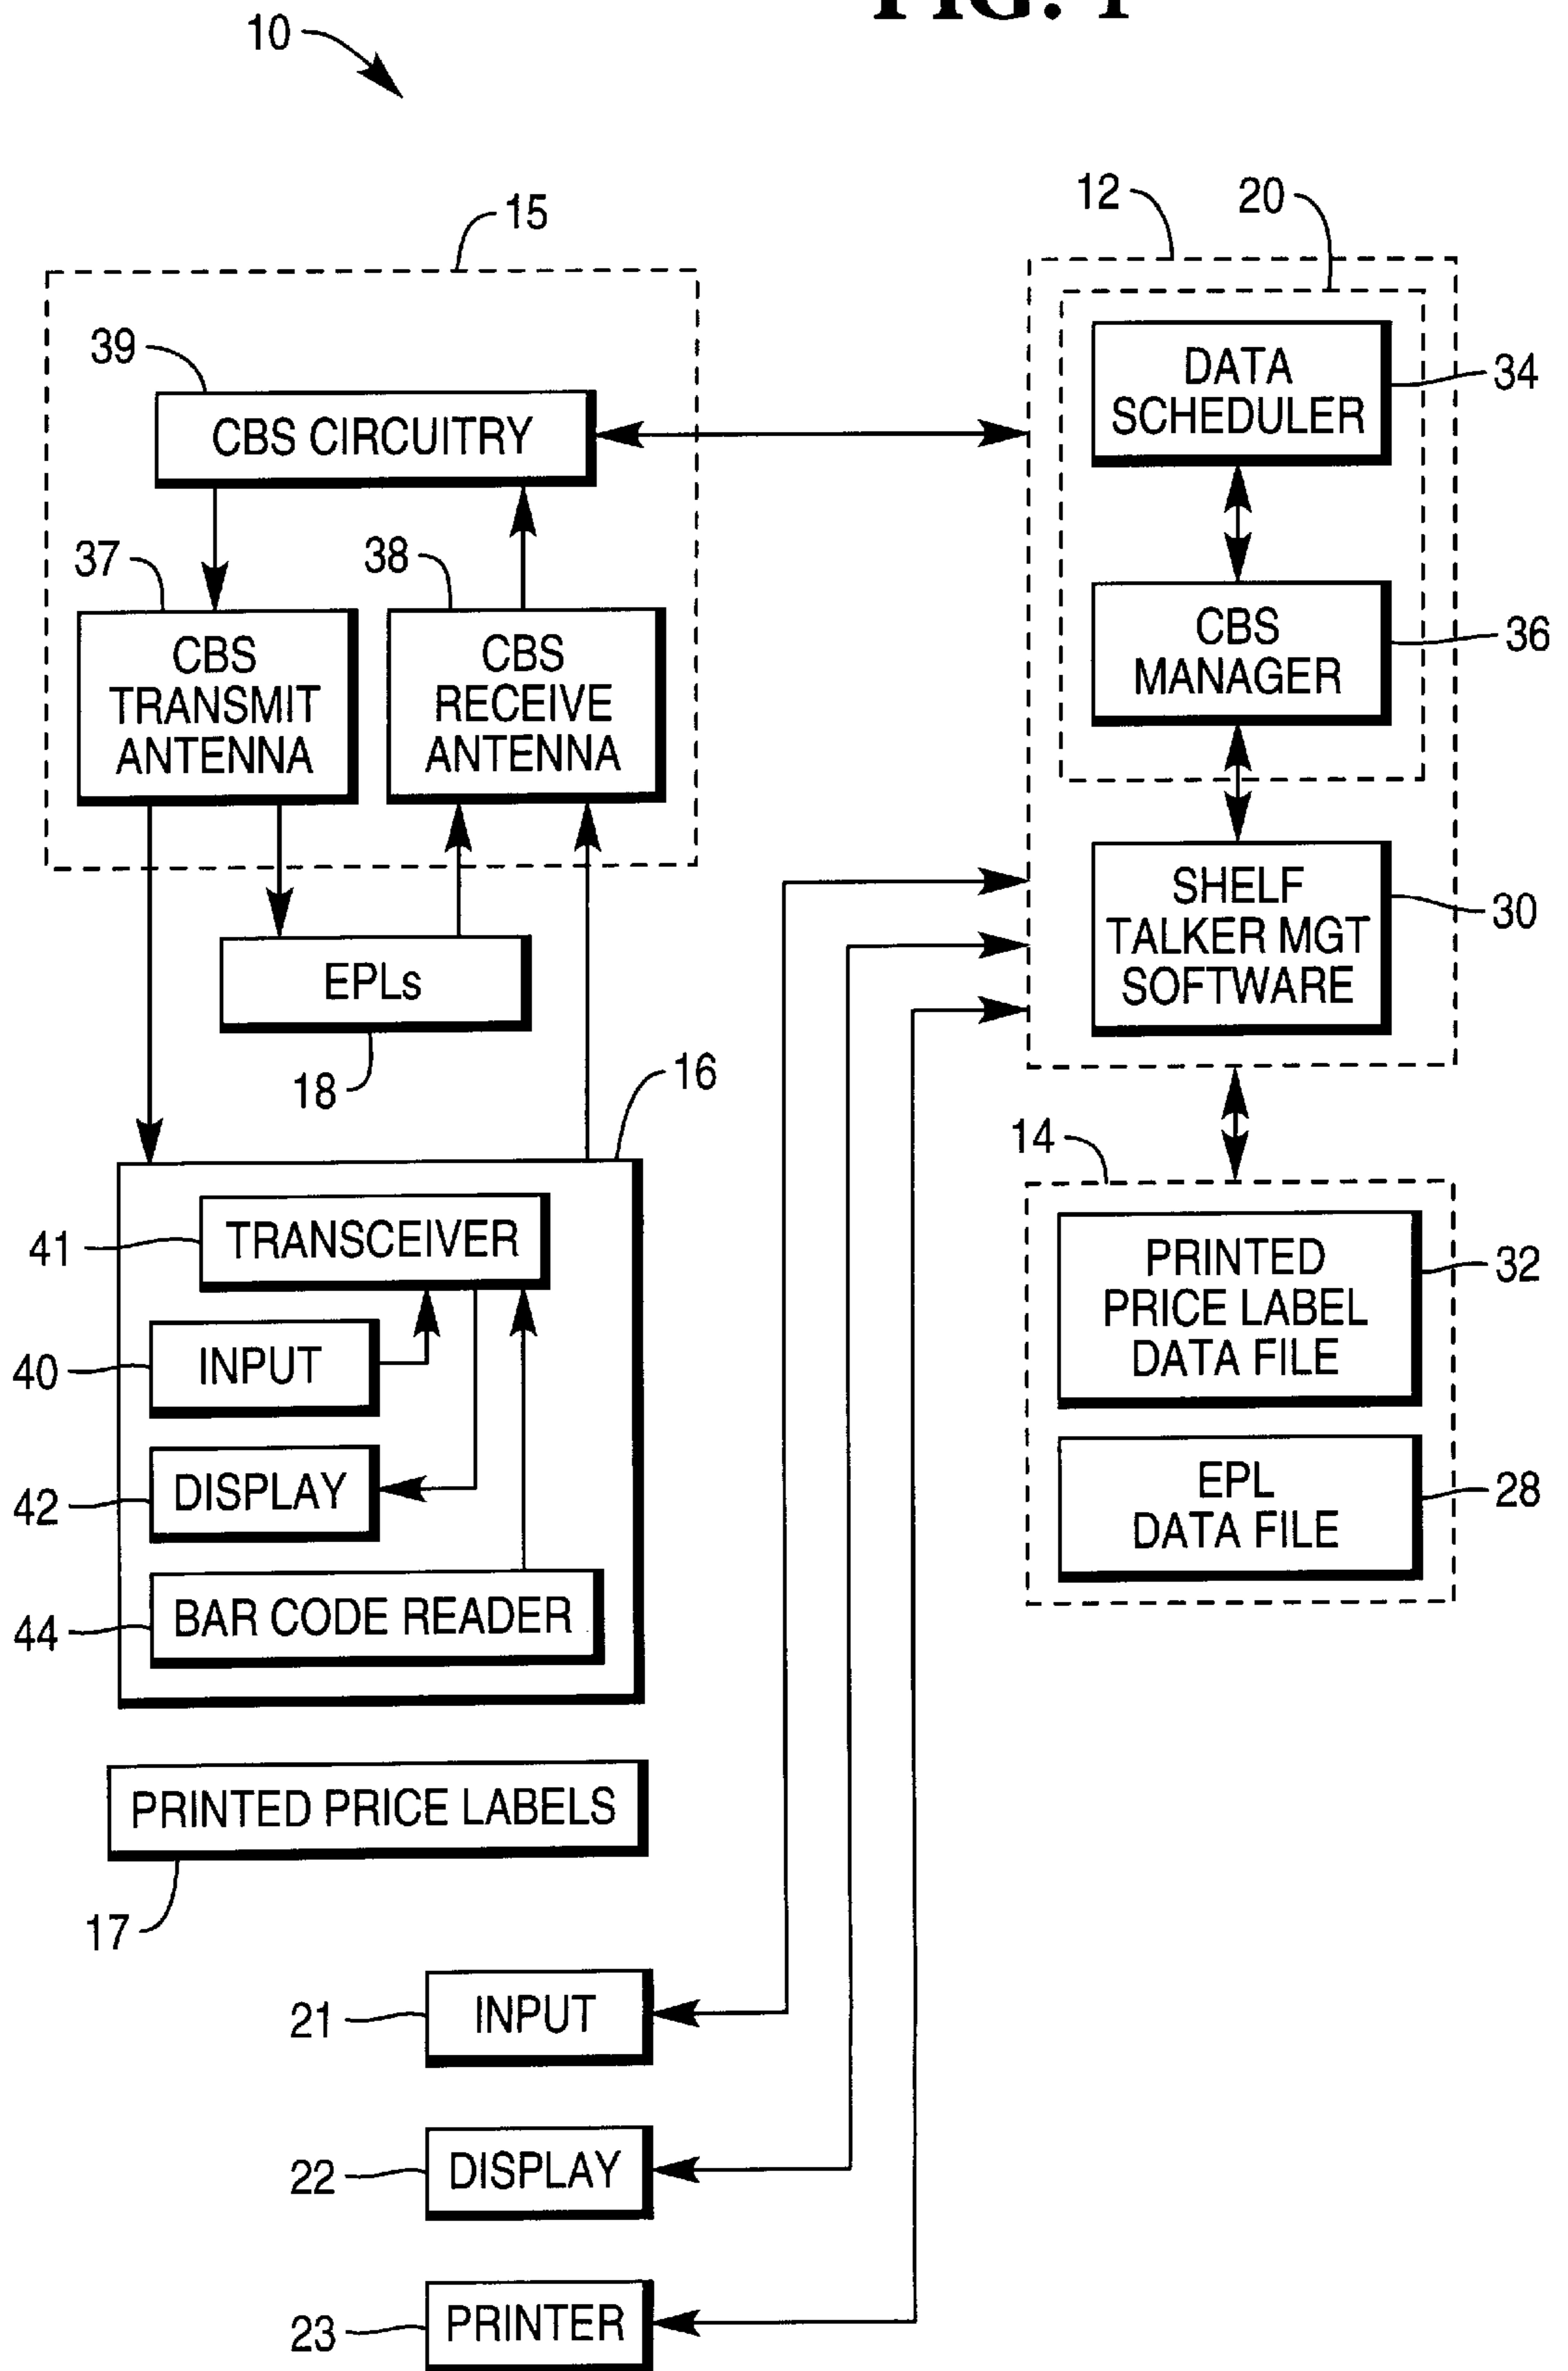 FIG. 1
10
15
12
20
39
CBS CIRCUITRY
DATA
SCHEDULER
34
37
38
CBS
TRANSMIT
ANTENNA
CBS
RECEIVE
ANTENNA
CBS
MANAGER
36
EPLs
18
SHELF
TALKER MGT
SOFTWARE
30
16
14
41
TRANSCEIVER
40
INPUT
42
DISPLAY
44
BAR CODE READER
PRINTED
PRICE LABEL
DATA FILE
32
EPL
DATA FILE
28
PRINTED PRICE LABELS
17
21
INPUT
22
DISPLAY
23
PRINTER